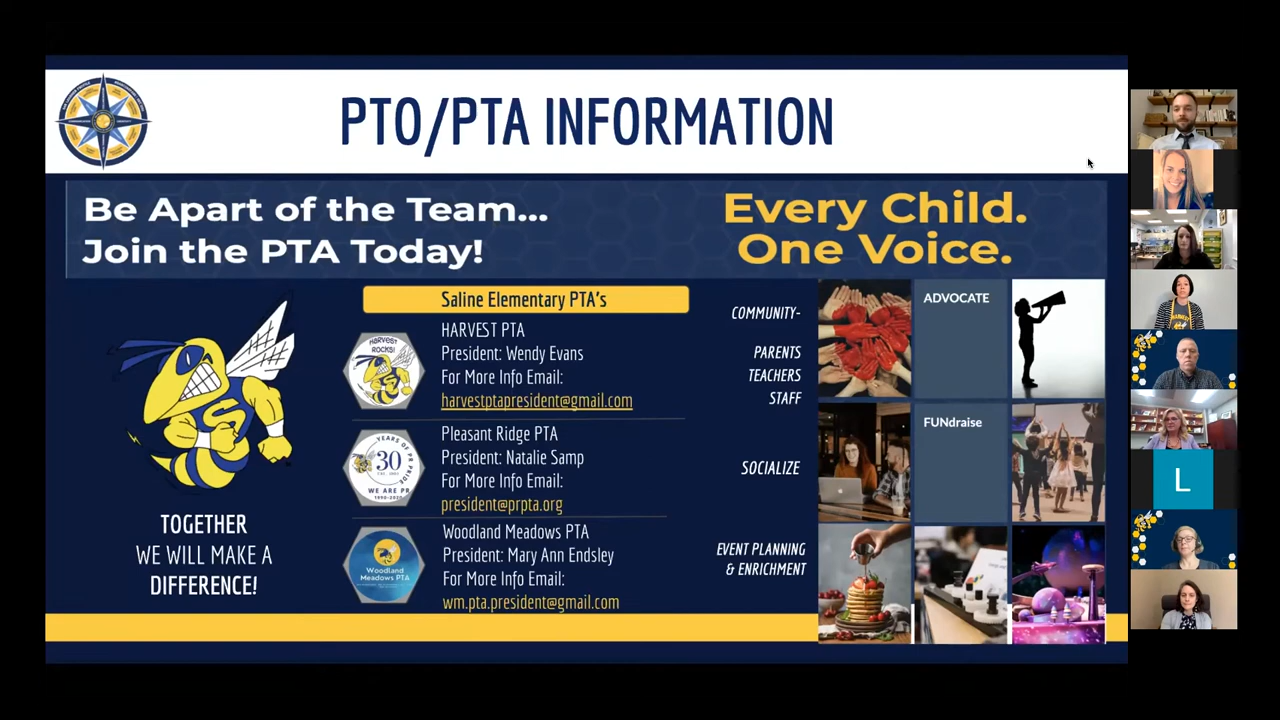 PTO/PTA INFORMATION
Be Apart of the Team...
Join the PTA Today!
Every Child.
One Voice.
Saline Elementary PTA's
HARVEST PTA
President: Wendy Evans
For More Info Email:
harvestptapresident@gmail.com
HARVEST
ROCKS!
Pleasant Ridge PTA
President: Natalie Samp
For More Info Email:
president@prpta.org
YEARS OF
PR PRIDE
30
WE ARE PR
Woodland Meadows PTA
President: Mary Ann Endsley
For More Info Email:
wm.pta.president@gmail.com
Woodland
Meadows PTA
TOGETHER
WE WILL MAKE A
DIFFERENCE!
COMMUNITY-
PARENTS
TEACHERS
STAFF
SOCIALIZE
EVENT PLANNING
& ENRICHMENT
ADVOCATE
FUNdraise
S
L